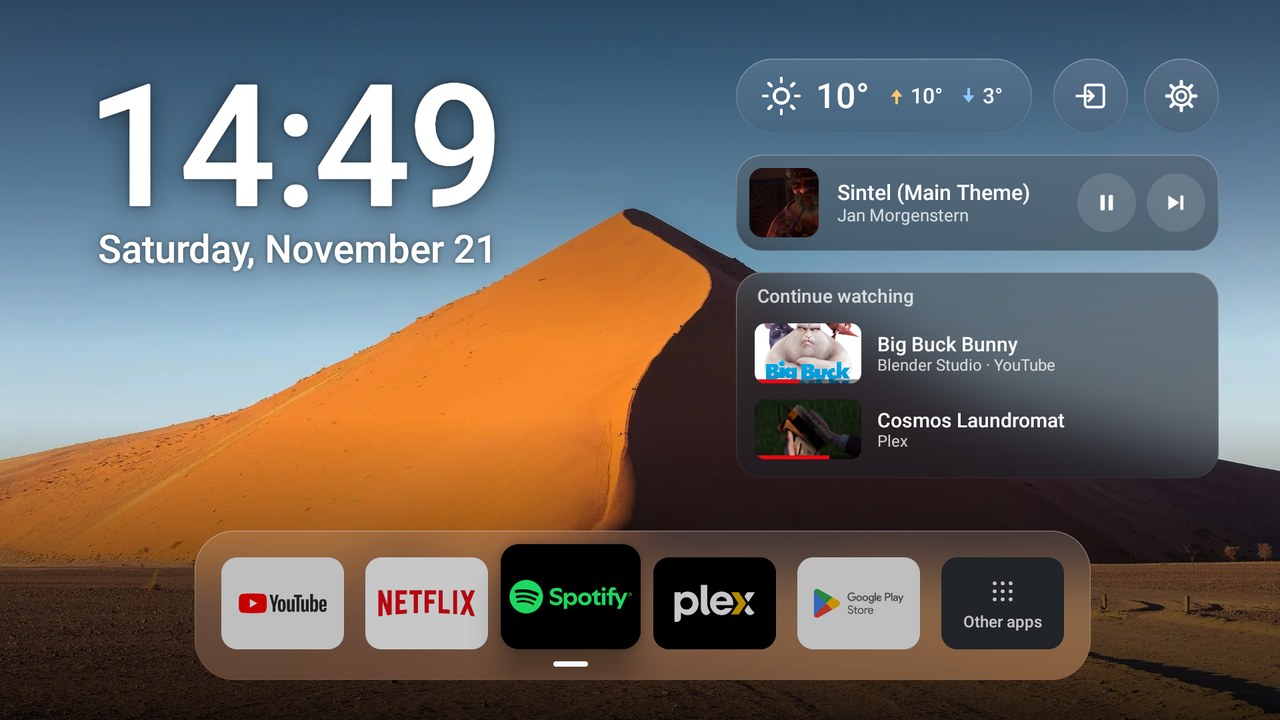 14:49
Saturday, November 21
10° 10° 3°
Sintel (Main Theme)
Jan Morgenstern
Continue watching
Big Buck
Big Buck Bunny
Blender Studio · YouTube
Cosmos Laundromat
Plex
YouTube
NETFLIX
Spotify
plex
Google Play
Store
Other apps